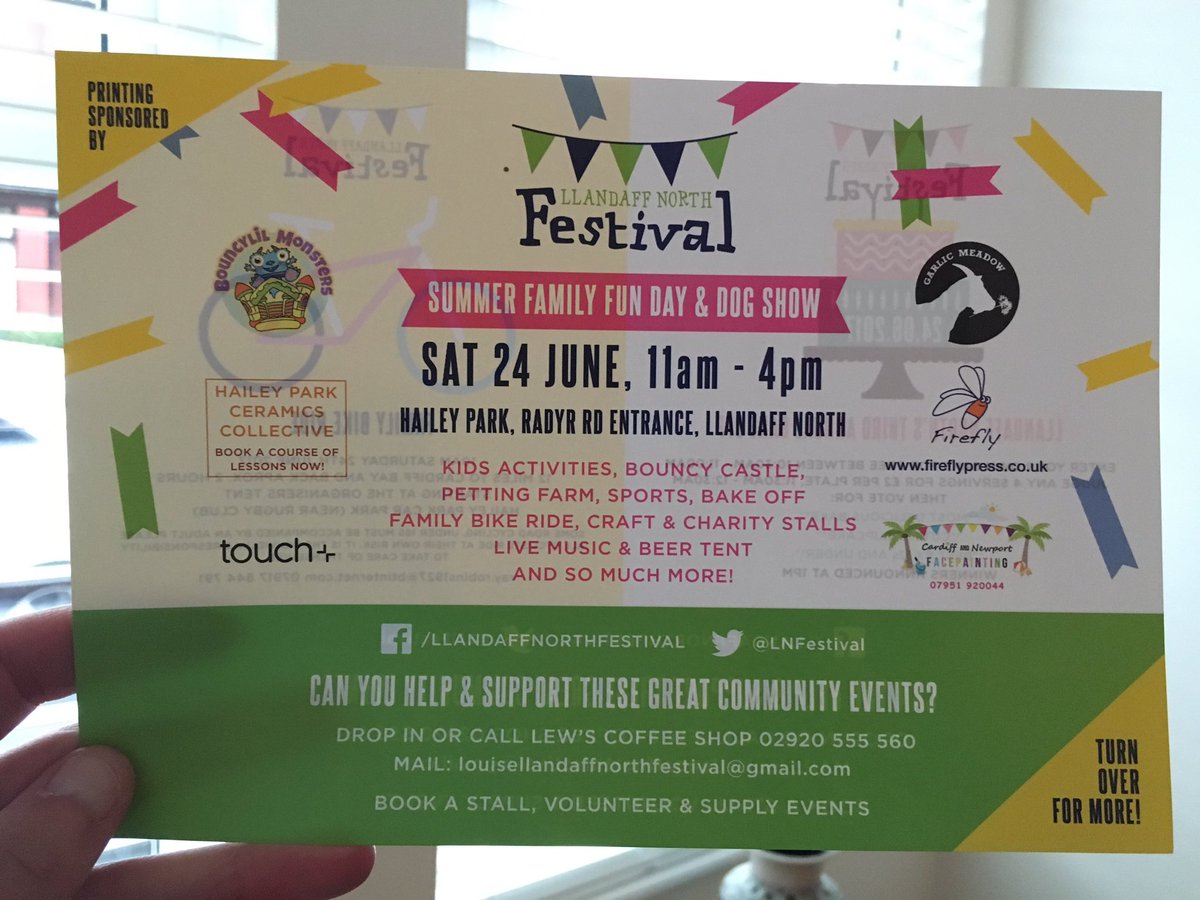 PRINTING
SPONSORED
BY
LLANDAFF NORTH
Festival
BOUNCYLIL MONSTERS
GARLIC MEADOW
SUMMER FAMILY FUN DAY & DOG SHOW
SAT 24 JUNE, 11am - 4pm
HAILEY PARK, RADYR RD ENTRANCE, LLANDAFF NORTH
HAILEY PARK
CERAMICS
COLLECTIVE
BOOK A COURSE OF
LESSONS NOW!
Firefly
www.fireflypress.co.uk
KIDS ACTIVITIES, BOUNCY CASTLE,
PETTING FARM, SPORTS, BAKE OFF
FAMILY BIKE RIDE, CRAFT & CHARITY STALLS
LIVE MUSIC & BEER TENT
AND SO MUCH MORE!
touch
Cardiff AND Newport
FACEPAINTING
07951 920044
/LLANDAFFNORTHFESTIVAL
@LNFestival
CAN YOU HELP & SUPPORT THESE GREAT COMMUNITY EVENTS?
DROP IN OR CALL LEW'S COFFEE SHOP 02920 555 560
MAIL: louisellandaffnorthfestival@gmail.com
BOOK A STALL, VOLUNTEER & SUPPLY EVENTS
TURN
OVER
FOR MORE!